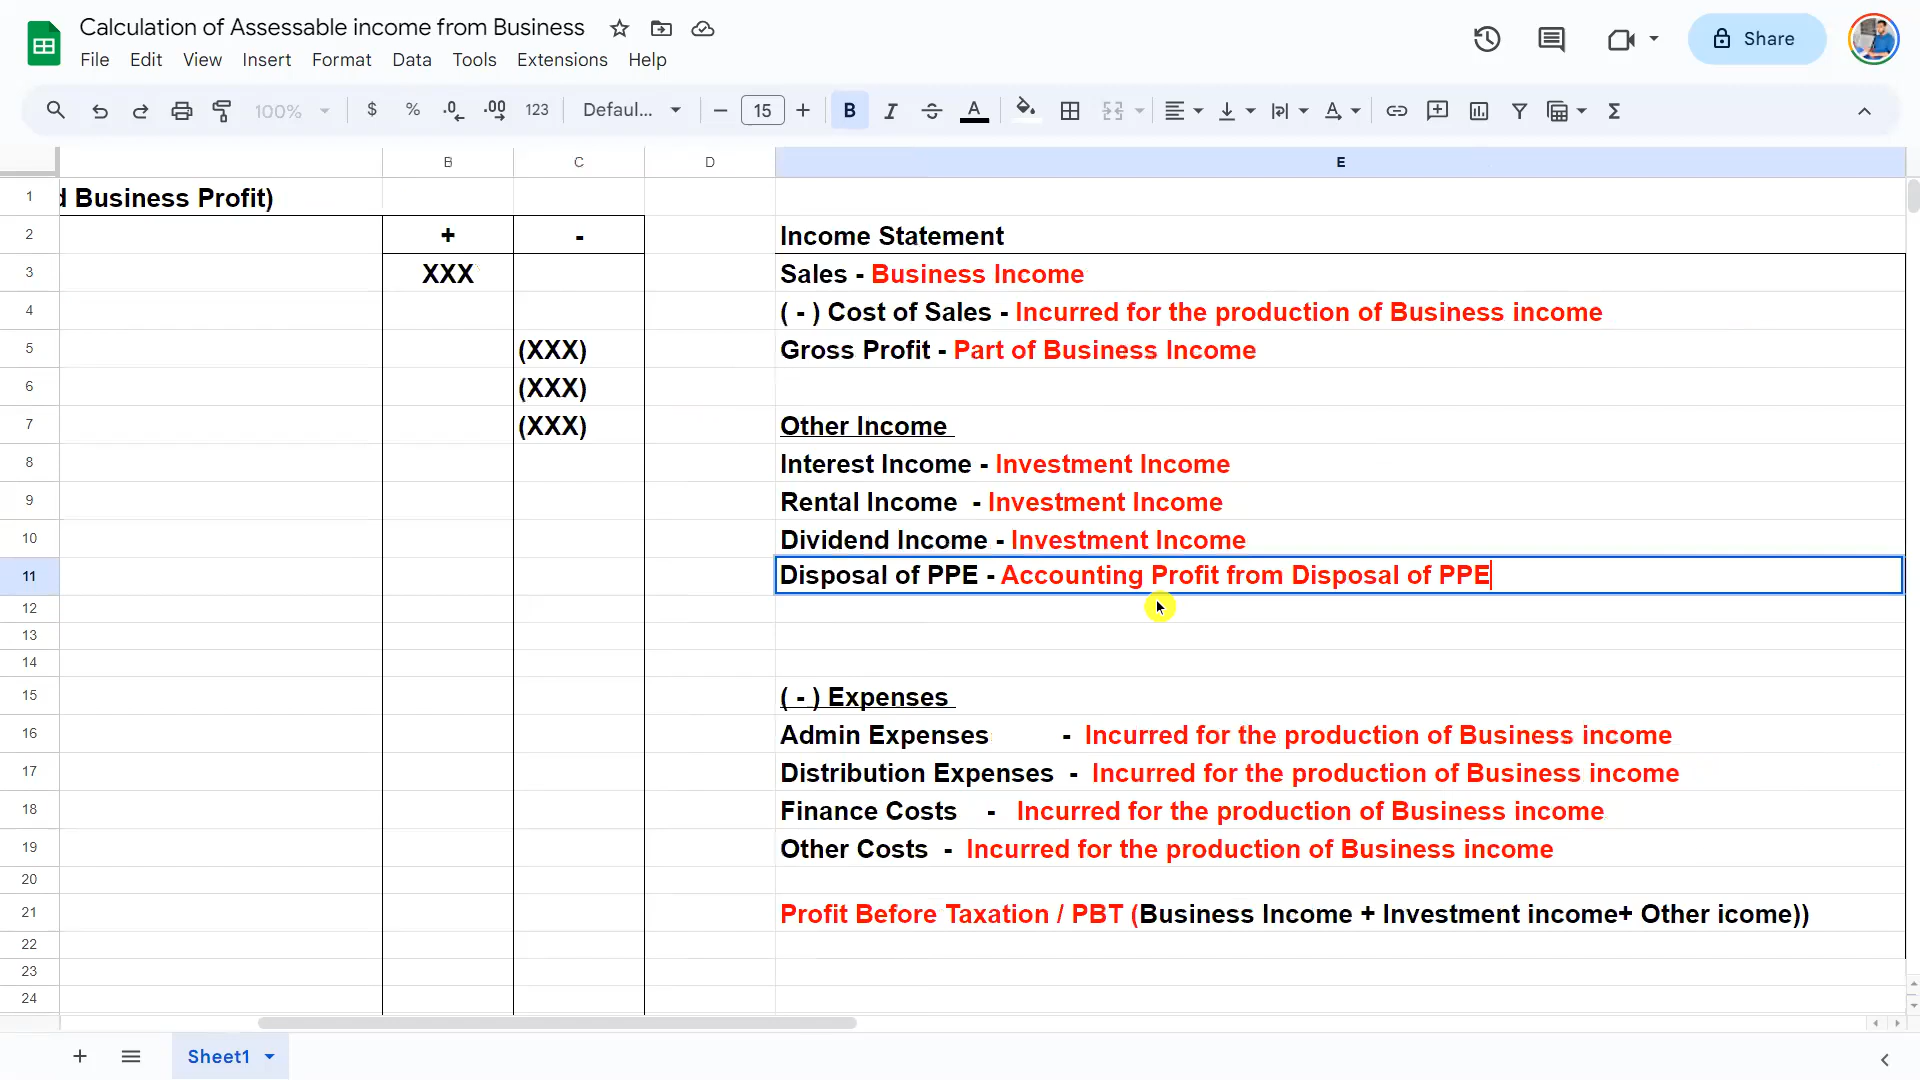 Calculation of Assessable income from Business
File Edit View Insert Format Data Tools Extensions Help
Share
100% $ % .0 .00 123 Defaul... − 15 + B I A
B C D E
1 d Business Profit)
2 + - Income Statement
3 XXX Sales - Business Income
4 ( - ) Cost of Sales - Incurred for the production of Business income
5 (XXX) Gross Profit - Part of Business Income
6 (XXX)
7 (XXX) Other Income
8 Interest Income - Investment Income
9 Rental Income - Investment Income
10 Dividend Income - Investment Income
11 Disposal of PPE - Accounting Profit from Disposal of PPE
12
13
14
15 ( - ) Expenses
16 Admin Expenses - Incurred for the production of Business income
17 Distribution Expenses - Incurred for the production of Business income
18 Finance Costs - Incurred for the production of Business income
19 Other Costs - Incurred for the production of Business income
20
21 Profit Before Taxation / PBT (Business Income + Investment income+ Other icome))
22
23
24
+ Sheet1